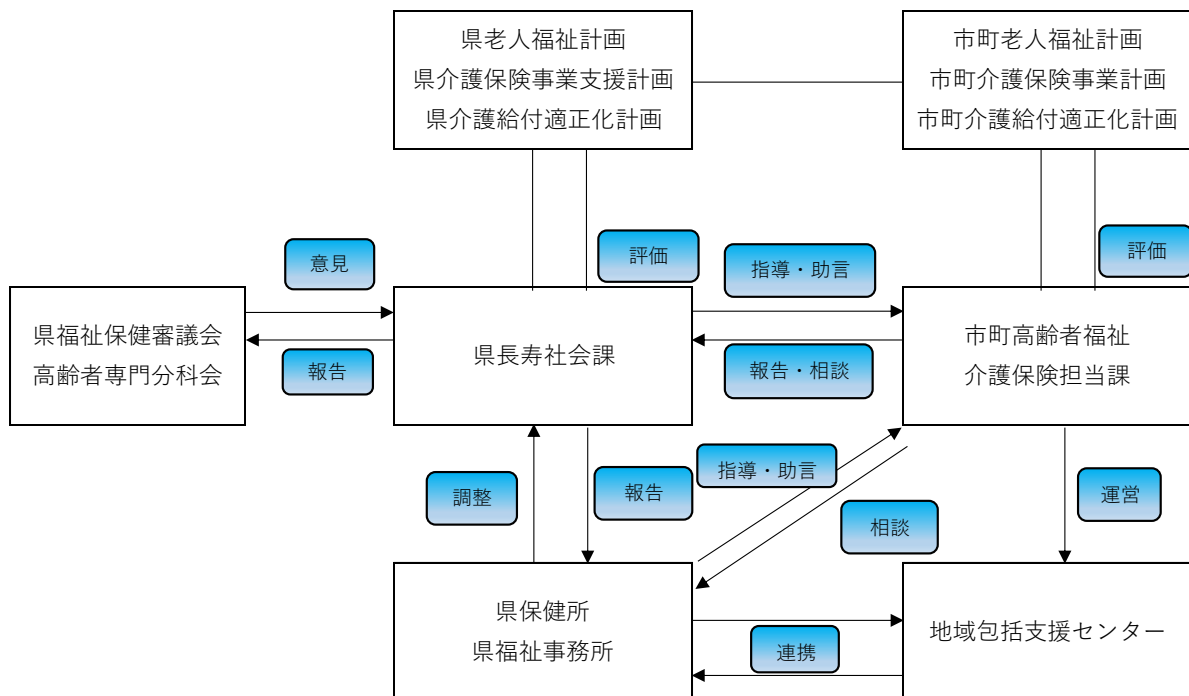 県老人福祉計画
県介護保険事業支援計画
県介護給付適正化計画
市町老人福祉計画
市町介護保険事業計画
市町介護給付適正化計画
意見
評価
指導・助言
評価
県福祉保健審議会
高齢者専門分科会
報告
県長寿社会課
報告・相談
市町高齢者福祉
介護保険担当課
調整
報告
指導・助言
相談
運営
県保健所
県福祉事務所
連携
地域包括支援センター